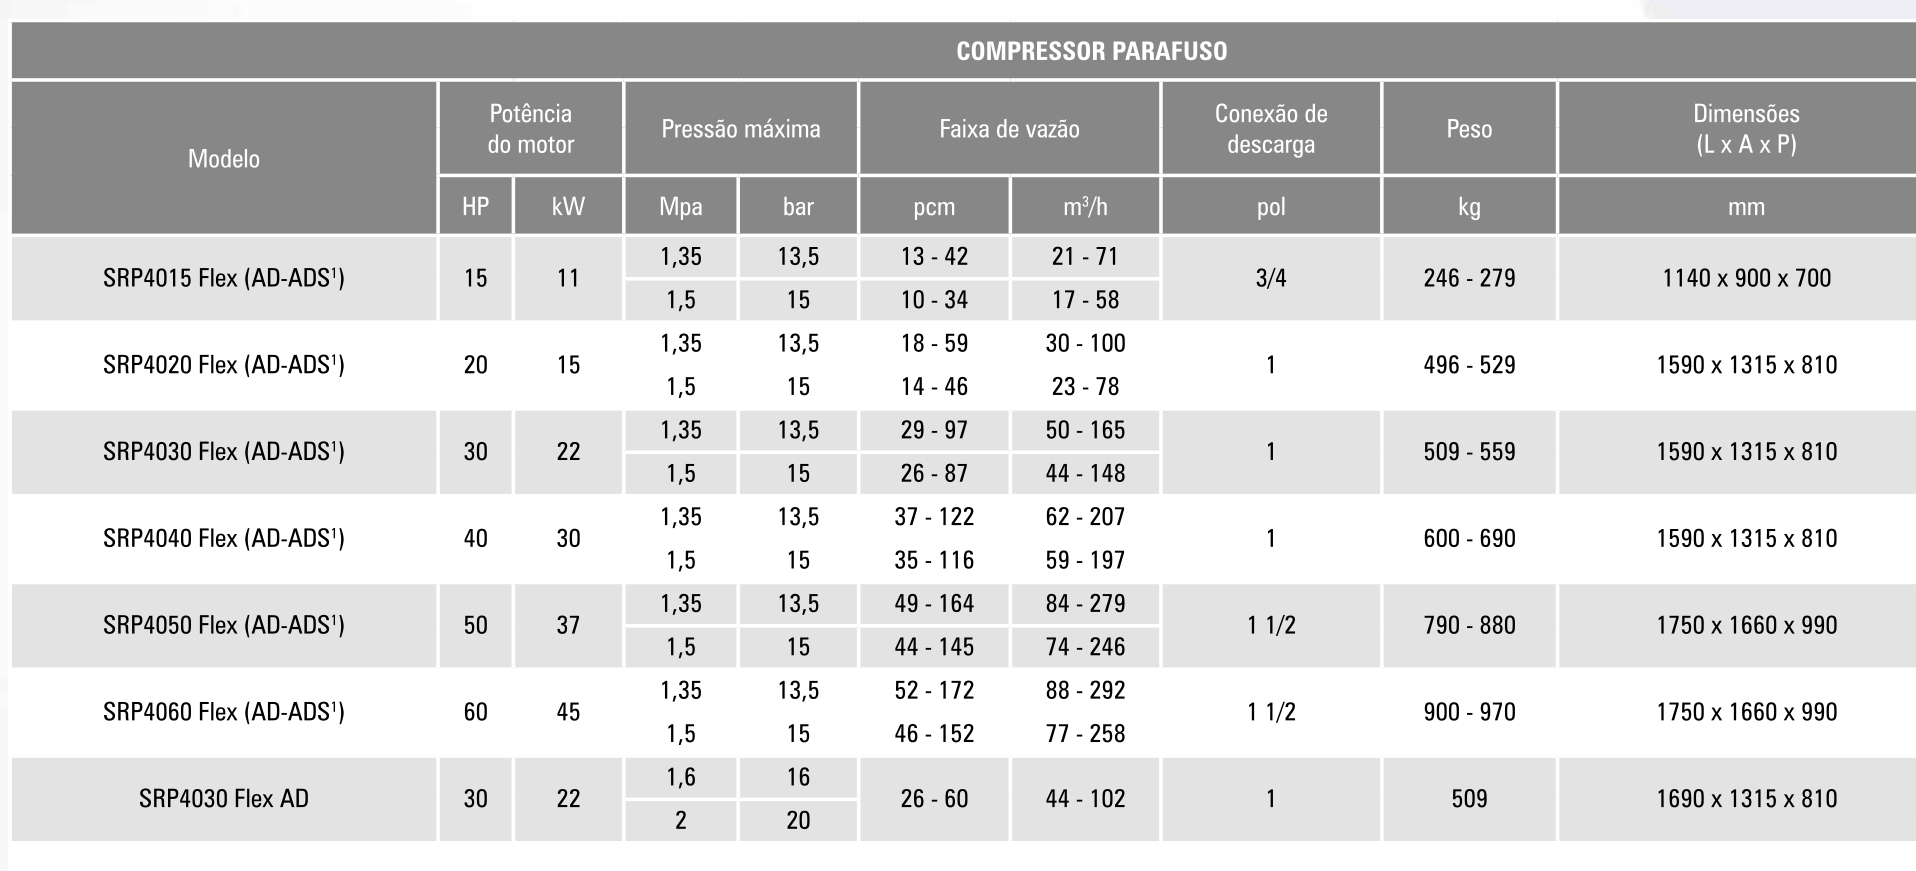 COMPRESSOR PARAFUSO
Modelo Potência do motor Pressão máxima Faixa de vazão Conexão de descarga Peso Dimensões (L x A x P)
HP kW Mpa bar pcm m³/h pol kg mm
SRP4015 Flex (AD-ADS¹) 15 11 1,35 13,5 13 - 42 21 - 71 3/4 246 - 279 1140 x 900 x 700
1,5 15 10 - 34 17 - 58
SRP4020 Flex (AD-ADS¹) 20 15 1,35 13,5 18 - 59 30 - 100 1 496 - 529 1590 x 1315 x 810
1,5 15 14 - 46 23 - 78
SRP4030 Flex (AD-ADS¹) 30 22 1,35 13,5 29 - 97 50 - 165 1 509 - 559 1590 x 1315 x 810
1,5 15 26 - 87 44 - 148
SRP4040 Flex (AD-ADS¹) 40 30 1,35 13,5 37 - 122 62 - 207 1 600 - 690 1590 x 1315 x 810
1,5 15 35 - 116 59 - 197
SRP4050 Flex (AD-ADS¹) 50 37 1,35 13,5 49 - 164 84 - 279 1 1/2 790 - 880 1750 x 1660 x 990
1,5 15 44 - 145 74 - 246
SRP4060 Flex (AD-ADS¹) 60 45 1,35 13,5 52 - 172 88 - 292 1 1/2 900 - 970 1750 x 1660 x 990
1,5 15 46 - 152 77 - 258
SRP4030 Flex AD 30 22 1,6 16 26 - 60 44 - 102 1 509 1690 x 1315 x 810
2 20